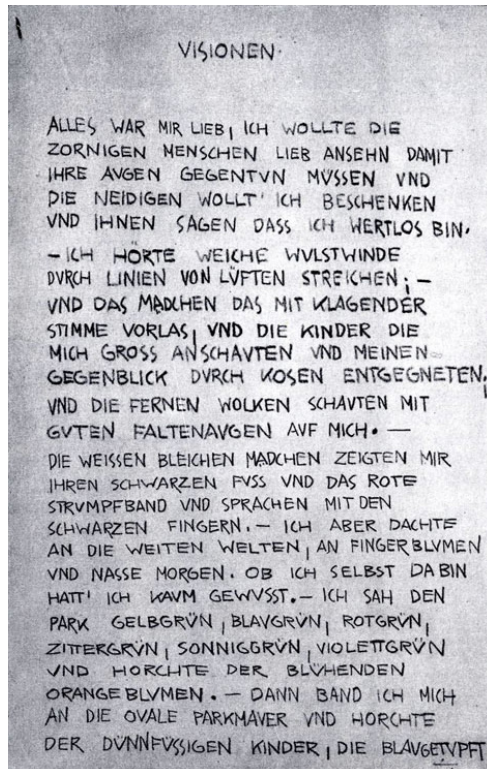 VISIONEN.
ALLES WAR MIR LIEB, ICH WOLLTE DIE
ZORNIGEN MENSCHEN LIEB ANSEHN DAMIT
IHRE AVGEN GEGENTVN MÜSSEN VND
DIE NEIDIGEN WOLLT' ICH BESCHENKEN
VND IHNEN SAGEN DASS ICH WERTLOS BIN.
– ICH HÖRTE WEICHE WVLSTWINDE
DVRCH LINIEN VON LÜFTEN STREICHEN; –
VND DAS MÄDCHEN DAS MIT KLAGENDER
STIMME VORLAS, VND DIE KINDER DIE
MICH GROSS ANSCHAVTEN VND MEINEN
GEGENBLICK DVRCH KOSEN ENTGEGNETEN,
VND DIE FERNEN WOLKEN SCHAVTEN MIT
GVTEN FALTENAVGEN AVF MICH. –
DIE WEISSEN BLEICHEN MÄDCHEN ZEIGTEN MIR
IHREN SCHWARZEN FVSS VND DAS ROTE
STRVMPFBAND VND SPRACHEN MIT DEN
SCHWARZEN FINGERN. – ICH ABER DACHTE
AN DIE WEITEN WELTEN, AN FINGERBLVMEN
VND NASSE MORGEN. OB ICH SELBST DA BIN
HATT' ICH KAVM GEWVSST. – ICH SAH DEN
PARK GELBGRÜN, BLAVGRÜN, ROTGRÜN,
ZITTERGRÜN, SONNIGGRÜN, VIOLETTGRÜN
VND HORCHTE DER BLÜHENDEN
ORANGEBLVMEN. – DANN BAND ICH MICH
AN DIE OVALE PARKMAVER VND HORCHTE
DER DÜNNFÜSSIGEN KINDER, DIE BLAVGETVPFT